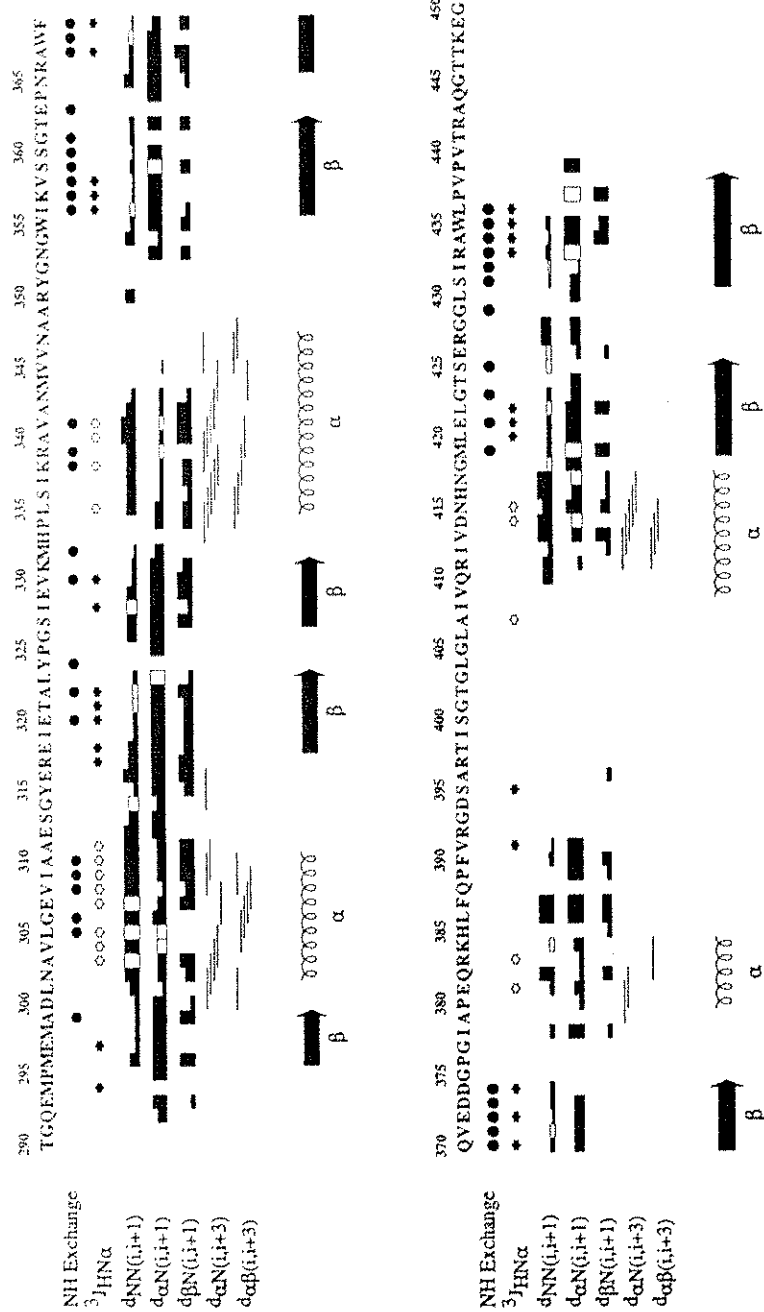 290 295 300 305 310 315 320 325 330 335 340 345 350 355 360 365
TGQEMPMEMADLNAVLGEVIAAESGYEREIETALYPGSIEVKMHPLSIKRAVANMVVNAARYGNGWIKVSSGTEPNRAWF
NH Exchange
3JHNα
dNN(i,i+1)
dαN(i,i+1)
dβN(i,i+1)
dαN(i,i+3)
dαβ(i,i+3)
β α β β α β
370 375 380 385 390 395 400 405 410 415 420 425 430 435 440 445 450
QVEDDGPGIAPEQRKHLFQPFVRGDSARTISGTGLGLAIVQRIVDNHNGMLELGTSERGGLSIRAWLPVPVTRAQGTTKEG
NH Exchange
3JHNα
dNN(i,i+1)
dαN(i,i+1)
dβN(i,i+1)
dαN(i,i+3)
dαβ(i,i+3)
β α α β β